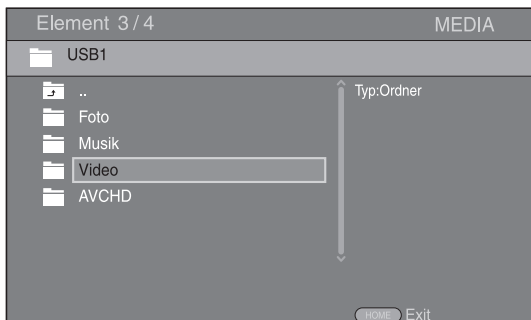 Element 3 / 4 MEDIA
USB1
.. Typ:Ordner
Foto
Musik
Video
AVCHD
HOME Exit